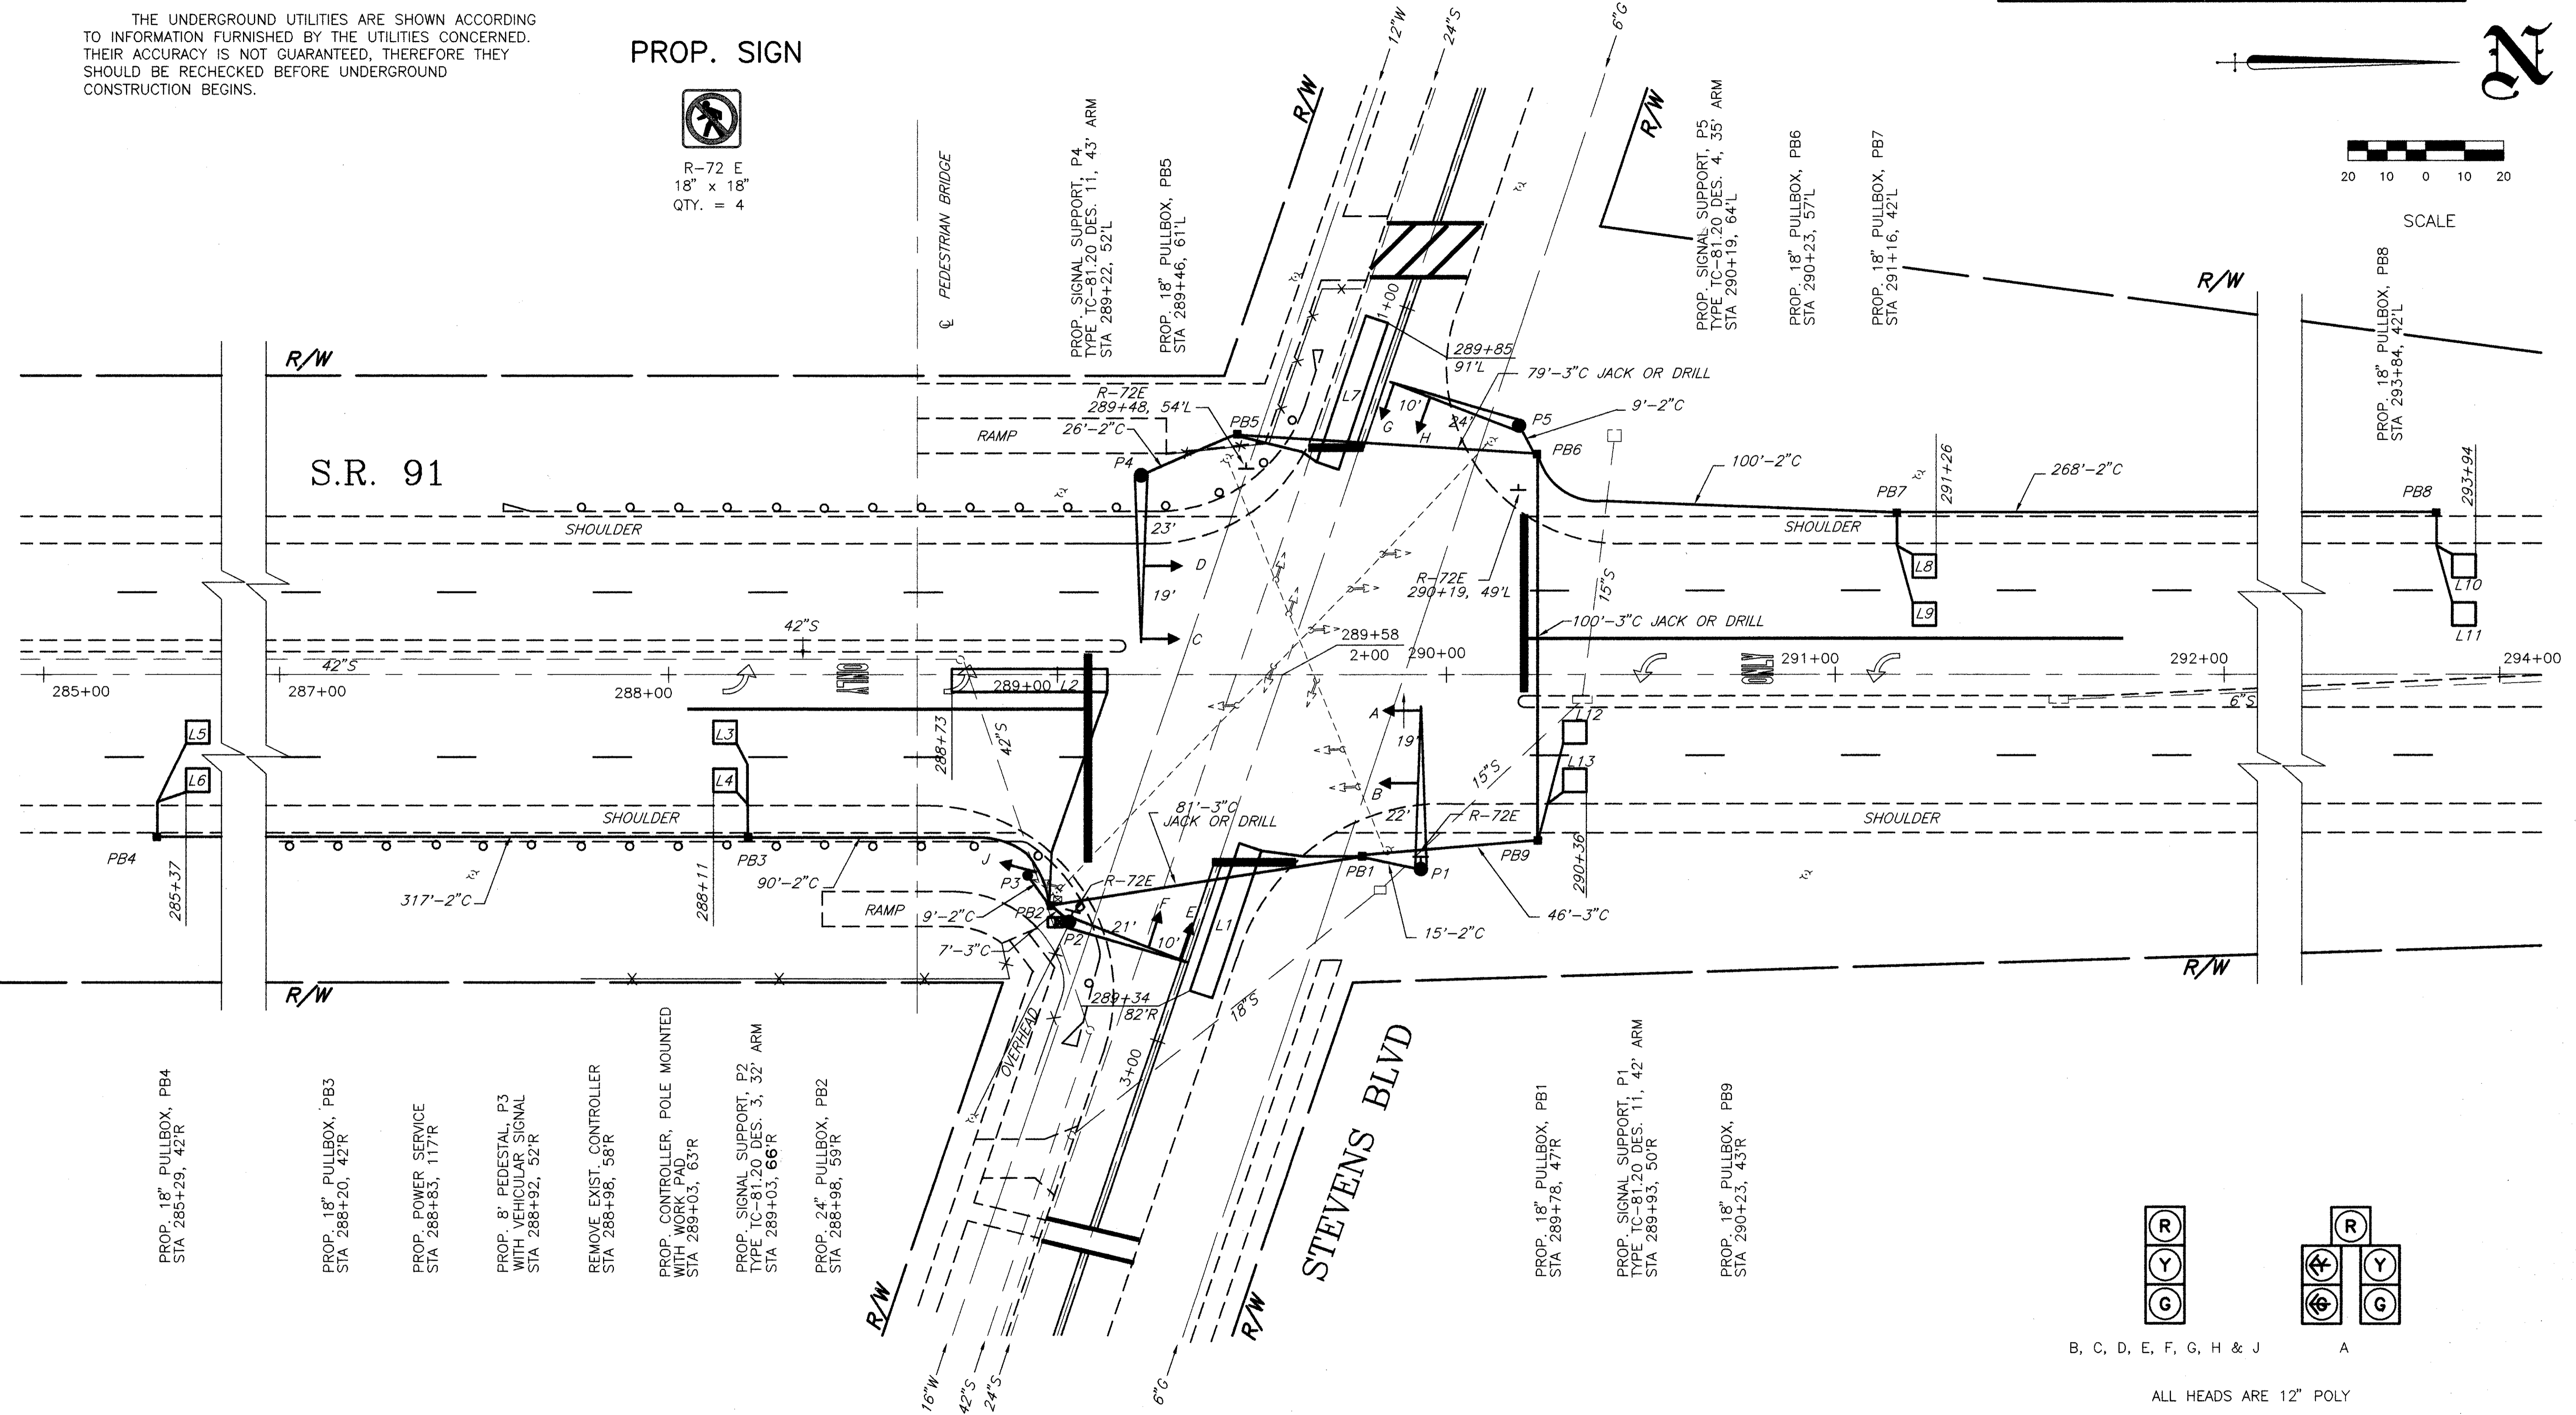 THE UNDERGROUND UTILITIES ARE SHOWN ACCORDING
TO INFORMATION FURNISHED BY THE UTILITIES CONCERNED.
THEIR ACCURACY IS NOT GUARANTEED, THEREFORE THEY
SHOULD BE RECHECKED BEFORE UNDERGROUND
CONSTRUCTION BEGINS.
PROP. SIGN
R-72 E
18" x 18"
QTY. = 4
℄ PEDESTRIAN BRIDGE
PROP. SIGNAL SUPPORT, P4
TYPE TC-81.20 DES. 11, 43' ARM
STA 289+22, 52'L
PROP. 18" PULLBOX, PB5
STA 289+46, 61'L
R/W
12"W
24"S
6"G
R/W
PROP. SIGNAL SUPPORT, P5
TYPE TC-81.20 DES. 4, 35' ARM
STA 290+19, 64'L
PROP. 18" PULLBOX, PB6
STA 290+23, 57'L
PROP. 18" PULLBOX, PB7
STA 291+16, 42'L
PROP. 18" PULLBOX, PB8
STA 293+84, 42'L
N
20 10 0 10 20
SCALE
R/W
R/W
1+00
289+85
91'L
79'-3"C JACK OR DRILL
R-72E
289+48, 54'L
26'-2"C
RAMP
PB5
L7
10'
24'
G
H
P5
9'-2"C
PB6
S.R. 91
P4
100'-2"C
291+26
268'-2"C
293+94
PB7
PB8
SHOULDER
23'
SHOULDER
D
R-72E
290+19, 49'L
15"S
L8
L10
19'
L9
L11
C
100'-3"C JACK OR DRILL
42"S
42"S
289+58
2+00
290+00
285+00
287+00
288+00
ONLY
289+00
L2
ONLY
291+00
292+00
294+00
6"S
288+73
42"S
A
19'
L12
L5
L3
L6
L4
B
15"S
L13
SHOULDER
81'-3"C
JACK OR DRILL
22'
R-72E
SHOULDER
PB4
PB3
J
PB1
P1
PB9
285+37
317'-2"C
288+11
90'-2"C
P3
R-72E
290+36
RAMP
9'-2"C
PB2
F
E
L1
46'-3"C
P2
21'
10'
15'-2"C
7'-3"C
R/W
R/W
289+34
82'R
18"S
OVERHEAD
3+00
STEVENS BLVD
PROP. 18" PULLBOX, PB4
STA 285+29, 42'R
PROP. 18" PULLBOX, PB3
STA 288+20, 42'R
PROP. POWER SERVICE
STA 288+83, 117'R
PROP. 8' PEDESTAL, P3
WITH VEHICULAR SIGNAL
STA 288+92, 52'R
REMOVE EXIST. CONTROLLER
STA 288+98, 58'R
PROP. CONTROLLER, POLE MOUNTED
WITH WORK PAD
STA 289+03, 63'R
PROP. SIGNAL SUPPORT, P2
TYPE TC-81.20 DES. 3, 32' ARM
STA 289+03, 66'R
PROP. 24" PULLBOX, PB2
STA 288+98, 59'R
PROP. 18" PULLBOX, PB1
STA 289+78, 47'R
PROP. SIGNAL SUPPORT, P1
TYPE TC-81.20 DES. 11, 42' ARM
STA 289+93, 50'R
PROP. 18" PULLBOX, PB9
STA 290+23, 43'R
R/W
16"W
42"S
24"S
6"G
R/W
R
Y
G
R
Y Y
G G
B, C, D, E, F, G, H & J
A
ALL HEADS ARE 12" POLY